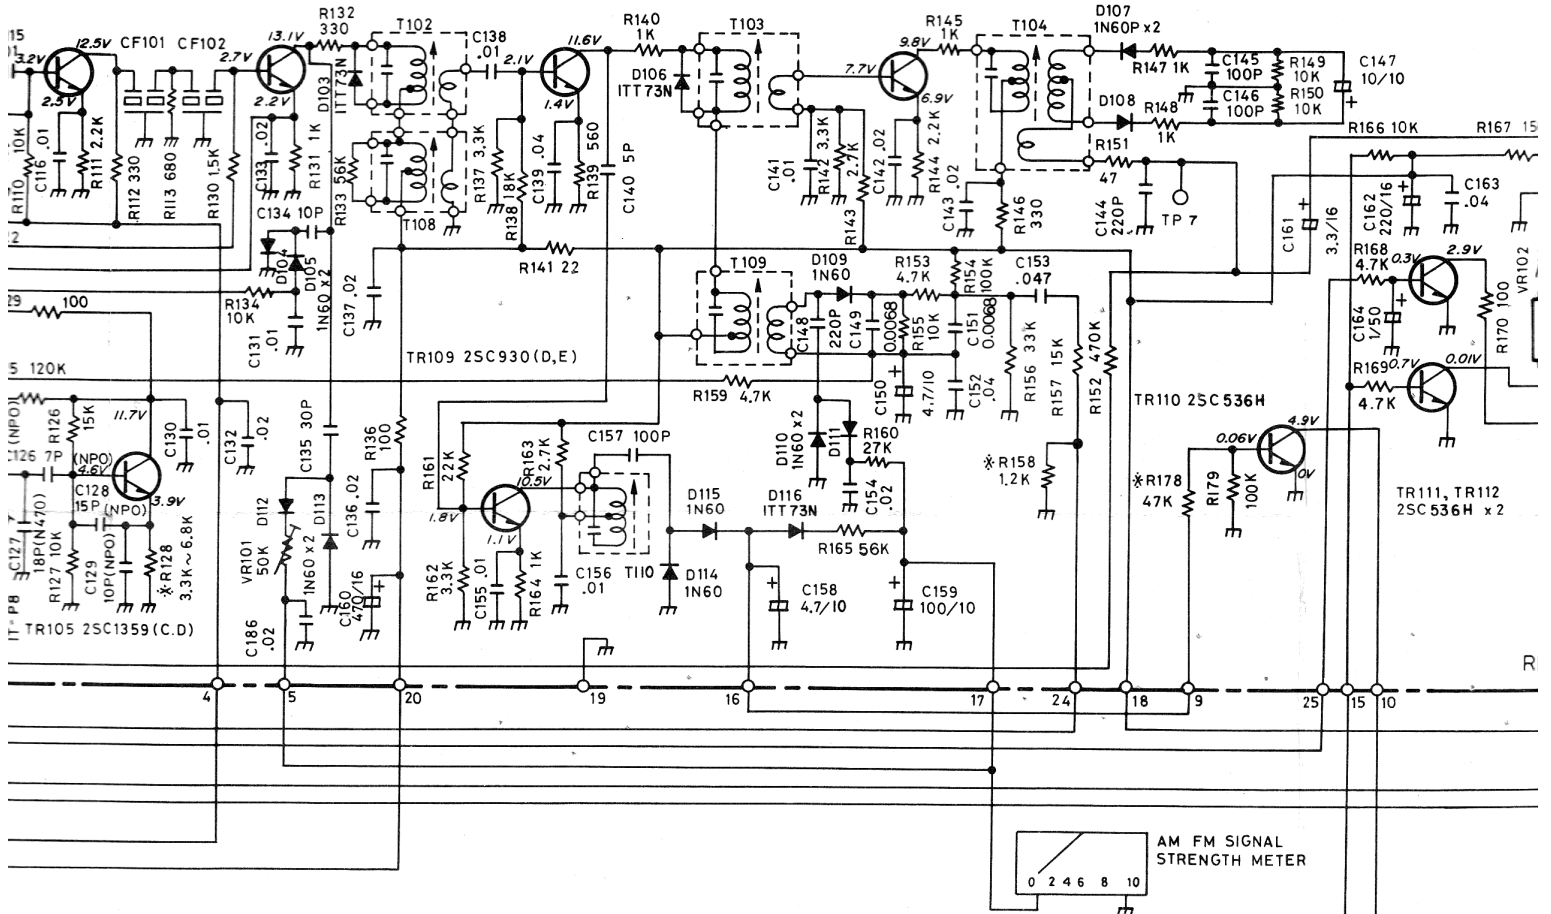 12.5V
3.2V
2.5V
CF101
CF102
2.7V
13.1V
2.2V
R132
330
D103
ITT 73N
T102
C138
.01
2.1V
11.6V
1.4V
R140
1K
D106
ITT 73N
T103
7.7V
9.8V
6.9V
R145
1K
T104
D107
1N60P x2
R147 1K
C145
100P
R149
10K
C147
10/10
D108
R148
1K
C146
100P
R150
10K
R151
47
R166 10K
R167
R110
10K
C116 .01
R111 2.2K
R112 330
R113 680
R130 1.5K
C133 .02
R131 1K
R133 56K
C134 10P
T108
R137 3.3K
R138 18K
C139 .04
R139 560
C140 5P
C141
.01
R142 3.3K
2.7K
R143
C142 .02
R144 2.2K
C143 .02
R146
330
C144
220P
TP 7
C161
3.3/16
C162
220/16
C163
.04
D104
D105
1N60 x2
R134
10K
C131
.01
C137 .02
R141 22
T109
D109
1N60
R153
4.7K
R154
100K
C153
.047
C148
220P
C149
0.0068
R155
10K
C151
0.0068
R156 33K
R157 15K
R152 470K
R168
4.7K
0.3V
2.9V
C164
1/50
R170 100
VR102
29
100
TR109 2SC930(D,E)
5 120K
R159 4.7K
C150
4.7/10
C152
.04
R169
0.7V
0.01V
4.7K
11.7V
R126
15K
C130
.01
C132
.02
C135 30P
R136
100
R161
22K
R163
2.7K
C157 100P
D110
1N60 x2
D111
R160
27K
C154
.02
TR110 2SC536H
4.9V
0.06V
0V
(NPO)
C126 7P
(NPO)
4.6V
C128
15P (NPO)
3.9V
C127
18P(N470)
R127 10K
C129
10P(NPO)
※R128
3.3K~6.8K
D112
VR101
50K
D113
1N60 x2
C136 .02
1.8V
10.5V
1.1V
D115
1N60
D116
ITT 73N
R165 56K
※R158
1.2K
※R178
47K
R179
100K
TR111, TR112
2SC536H x2
R162
3.3K
C155 .01
R164 1K
C156
.01
T110
D114
1N60
C158
4.7/10
C159
100/10
C160
470/16
C186
.02
TR105 2SC1359(C.D)
4
5
20
19
16
17
24
18
9
25
15
10
AM FM SIGNAL
STRENGTH METER
0 2 4 6 8 10